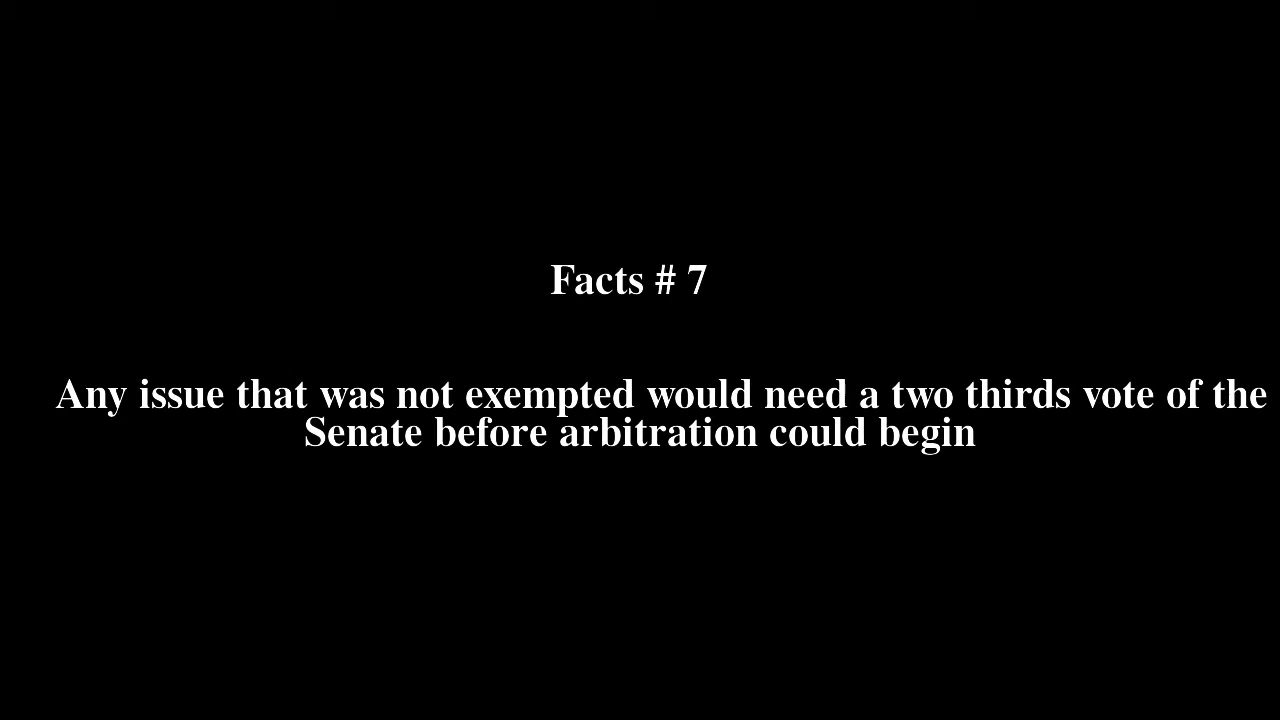 Facts # 7
Any issue that was not exempted would need a two thirds vote of the
Senate before arbitration could begin